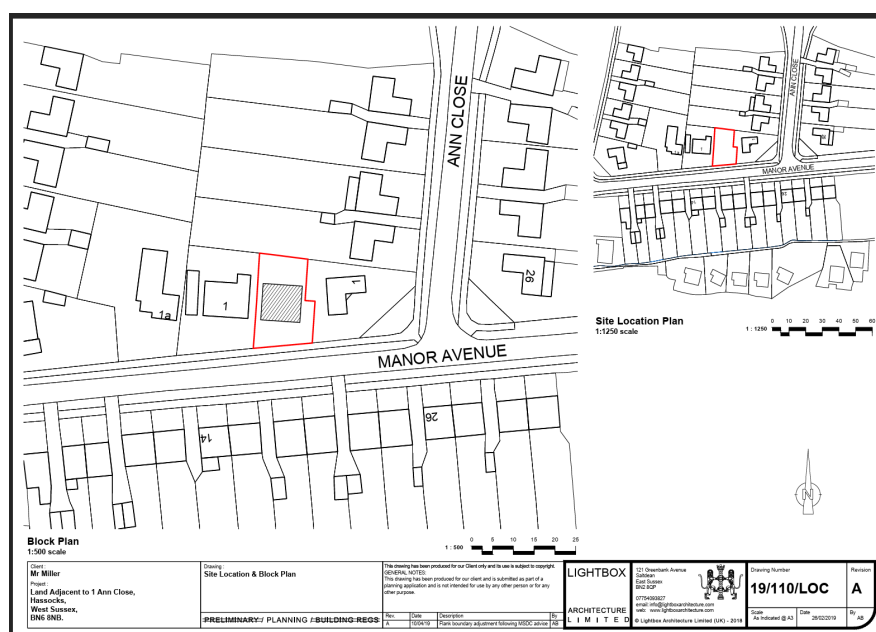 ANN CLOSE
MANOR AVENUE
1a
1
1
26
14
26
Block Plan
1:500 scale
1 : 500
0 5 10 15 20 25
ANN CLOSE
MANOR AVENUE
Site Location Plan
1:1250 scale
1 : 1250
0 10 20 30 40 50 60
N
Client :
Mr Miller
Project :
Land Adjacent to 1 Ann Close,
Hassocks,
West Sussex,
BN6 8NB.
Drawing :
Site Location & Block Plan
PRELIMINARY / PLANNING / BUILDING REGS
This drawing has been produced for our Client only and its use is subject to copyright.
GENERAL NOTES:
This drawing has been produced for our client and is submitted as part of a
planning application and is not intended for use by any other person or for any
other purpose.
Rev. Date Description By
A 10/04/19 Flank boundary adjustment following MSDC advice AB
LIGHTBOX
ARCHITECTURE
LIMITED
121 Greenbank Avenue
Saltdean
East Sussex
BN2 8QP
07754093827
email: info@lightboxarchitecture.com
web: www.lightboxarchitecture.com
© Lightbox Architecture Limited (UK) - 2018
Drawing Number
19/110/LOC
Revision
A
Scale
As Indicated @ A3
Date
26/02/2019
By
AB